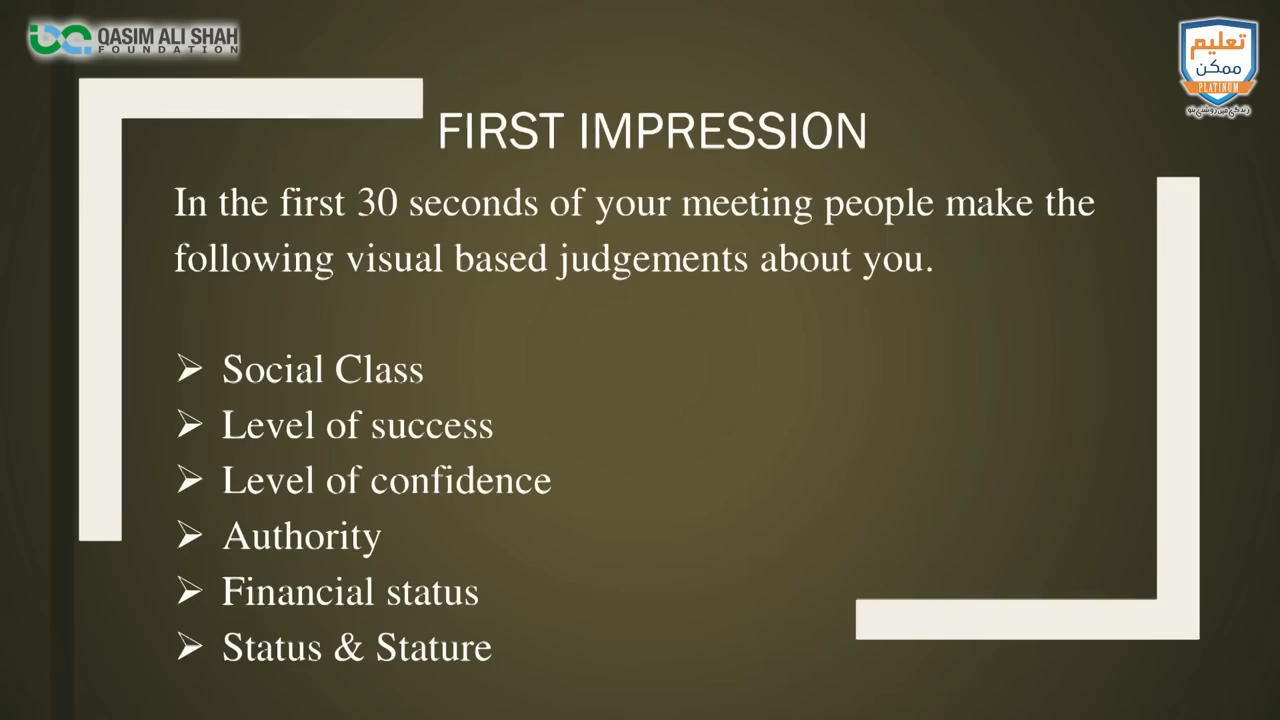 QASIM ALI SHAH
FOUNDATION
تعلیم
ممکن
PLATINUM
FIRST IMPRESSION
In the first 30 seconds of your meeting people make the
following visual based judgements about you.
➢ Social Class
➢ Level of success
➢ Level of confidence
➢ Authority
➢ Financial status
➢ Status & Stature